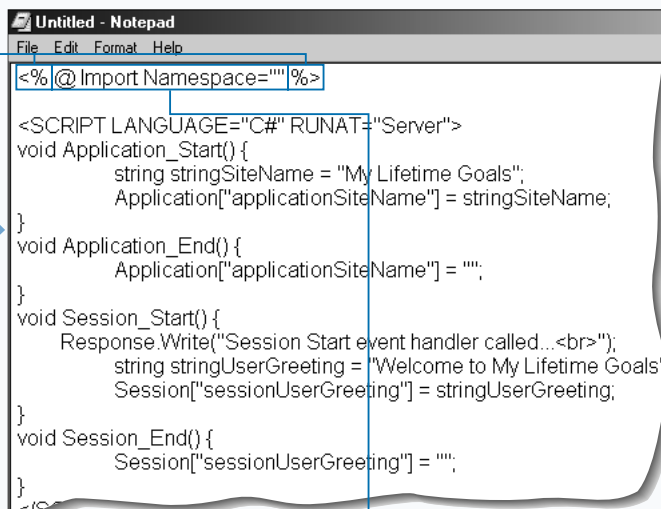 Untitled - Notepad
File Edit Format Help
<% @ Import Namespace="" %>
<SCRIPT LANGUAGE="C#" RUNAT="Server">
void Application_Start() {
string stringSiteName = "My Lifetime Goals";
Application["applicationSiteName"] = stringSiteName;
}
void Application_End() {
Application["applicationSiteName"] = "";
}
void Session_Start() {
Response.Write("Session Start event handler called...<br>");
string stringUserGreeting = "Welcome to My Lifetime Goals"
Session["sessionUserGreeting"] = stringUserGreeting;
}
void Session_End() {
Session["sessionUserGreeting"] = "";
}